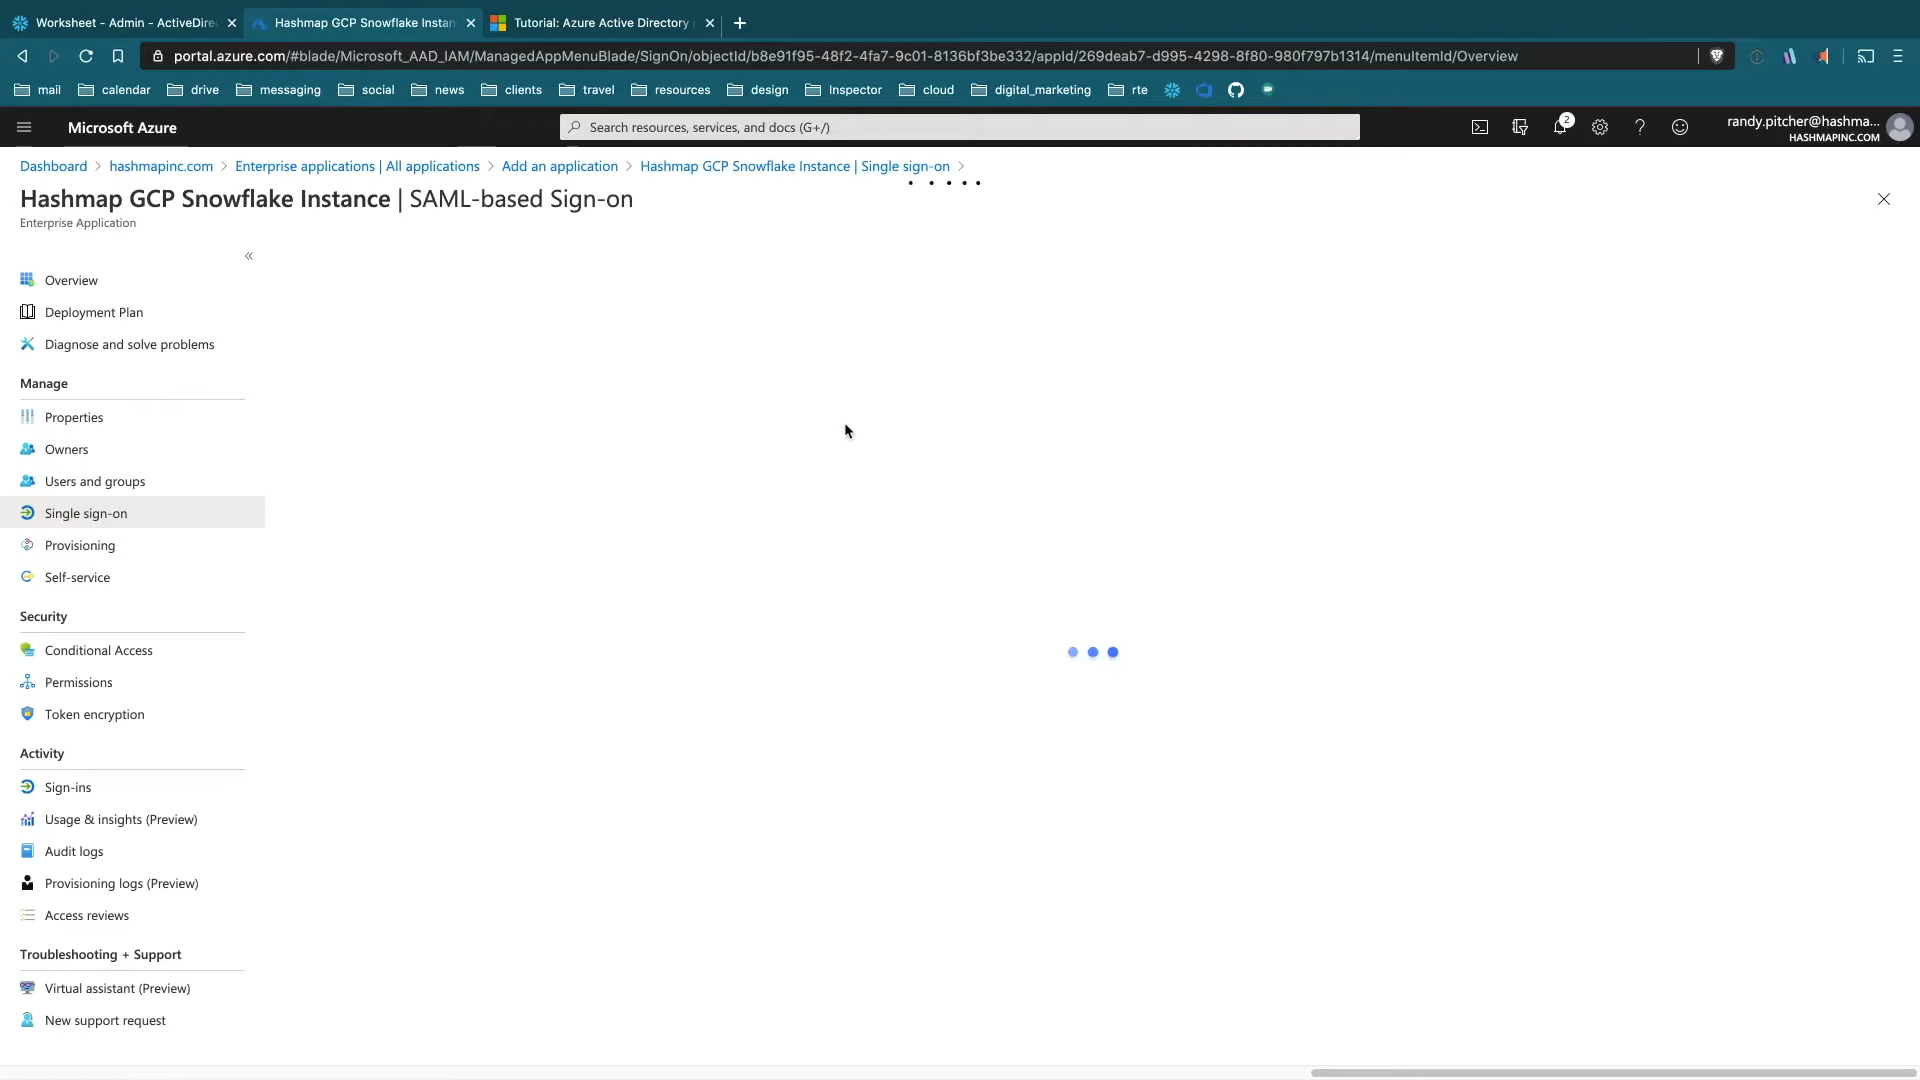 Worksheet - Admin - ActiveDire
Hashmap GCP Snowflake Instan
Tutorial: Azure Active Directory
portal.azure.com/#blade/Microsoft_AAD_IAM/ManagedAppMenuBlade/SignOn/objectId/b8e91f95-48f2-4fa7-9c01-8136bf3be332/appId/269deab7-d995-4298-8f80-980f797b1314/menuItemId/Overview
mail
calendar
drive
messaging
social
news
clients
travel
resources
design
Inspector
cloud
digital_marketing
rte
Microsoft Azure
Search resources, services, and docs (G+/)
2
randy.pitcher@hashma...
HASHMAPINC.COM
Dashboard > hashmapinc.com > Enterprise applications | All applications > Add an application > Hashmap GCP Snowflake Instance | Single sign-on >
Hashmap GCP Snowflake Instance | SAML-based Sign-on
Enterprise Application
Overview
Deployment Plan
Diagnose and solve problems
Manage
Properties
Owners
Users and groups
Single sign-on
Provisioning
Self-service
Security
Conditional Access
Permissions
Token encryption
Activity
Sign-ins
Usage & insights (Preview)
Audit logs
Provisioning logs (Preview)
Access reviews
Troubleshooting + Support
Virtual assistant (Preview)
New support request